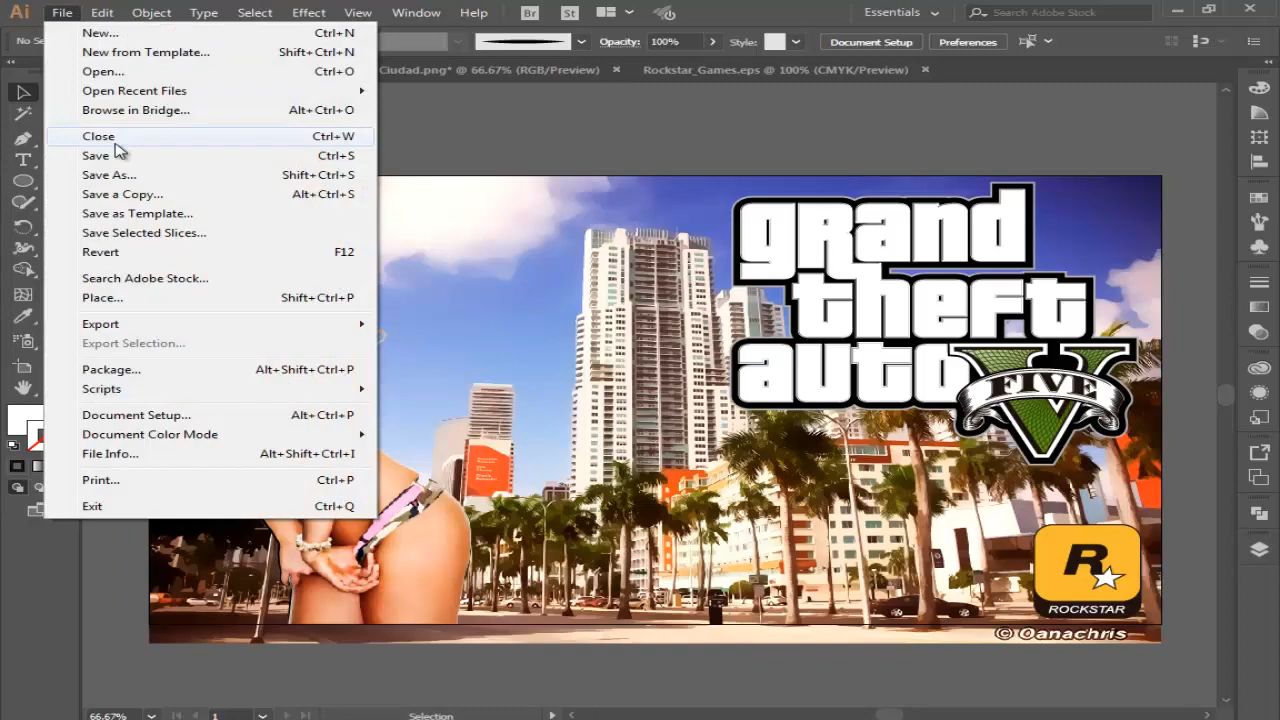 Ai File Edit Object Type Select Effect View Window Help Br St Essentials Search Adobe Stock
No Se Opacity: 100% Style: Document Setup Preferences
Ciudad.png* @ 66.67% (RGB/Preview) × Rockstar_Games.eps @ 100% (CMYK/Preview) ×
New... Ctrl+N
New from Template... Shift+Ctrl+N
Open... Ctrl+O
Open Recent Files
Browse in Bridge... Alt+Ctrl+O
Close Ctrl+W
Save Ctrl+S
Save As... Shift+Ctrl+S
Save a Copy... Alt+Ctrl+S
Save as Template...
Save Selected Slices...
Revert F12
Search Adobe Stock...
Place... Shift+Ctrl+P
Export
Export Selection...
Package... Alt+Shift+Ctrl+P
Scripts
Document Setup... Alt+Ctrl+P
Document Color Mode
File Info... Alt+Shift+Ctrl+I
Print... Ctrl+P
Exit Ctrl+Q
grand
theft
auto V
FIVE
R
ROCKSTAR
© Oanachris
66.67% 1 Selection